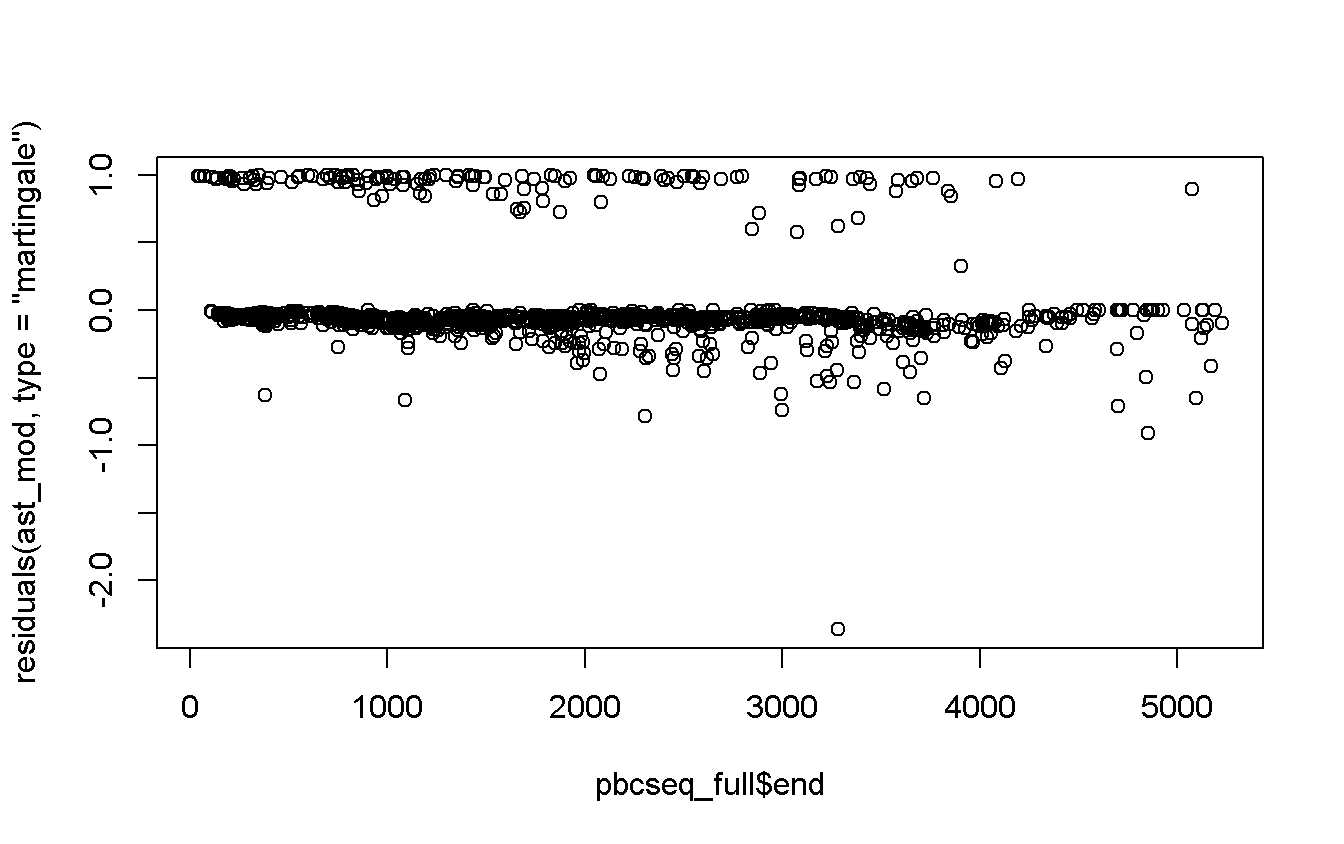 residuals(ast_mod, type = "martingale")
1.0
0.0
-1.0
-2.0
0 1000 2000 3000 4000 5000
pbcseq_full$end